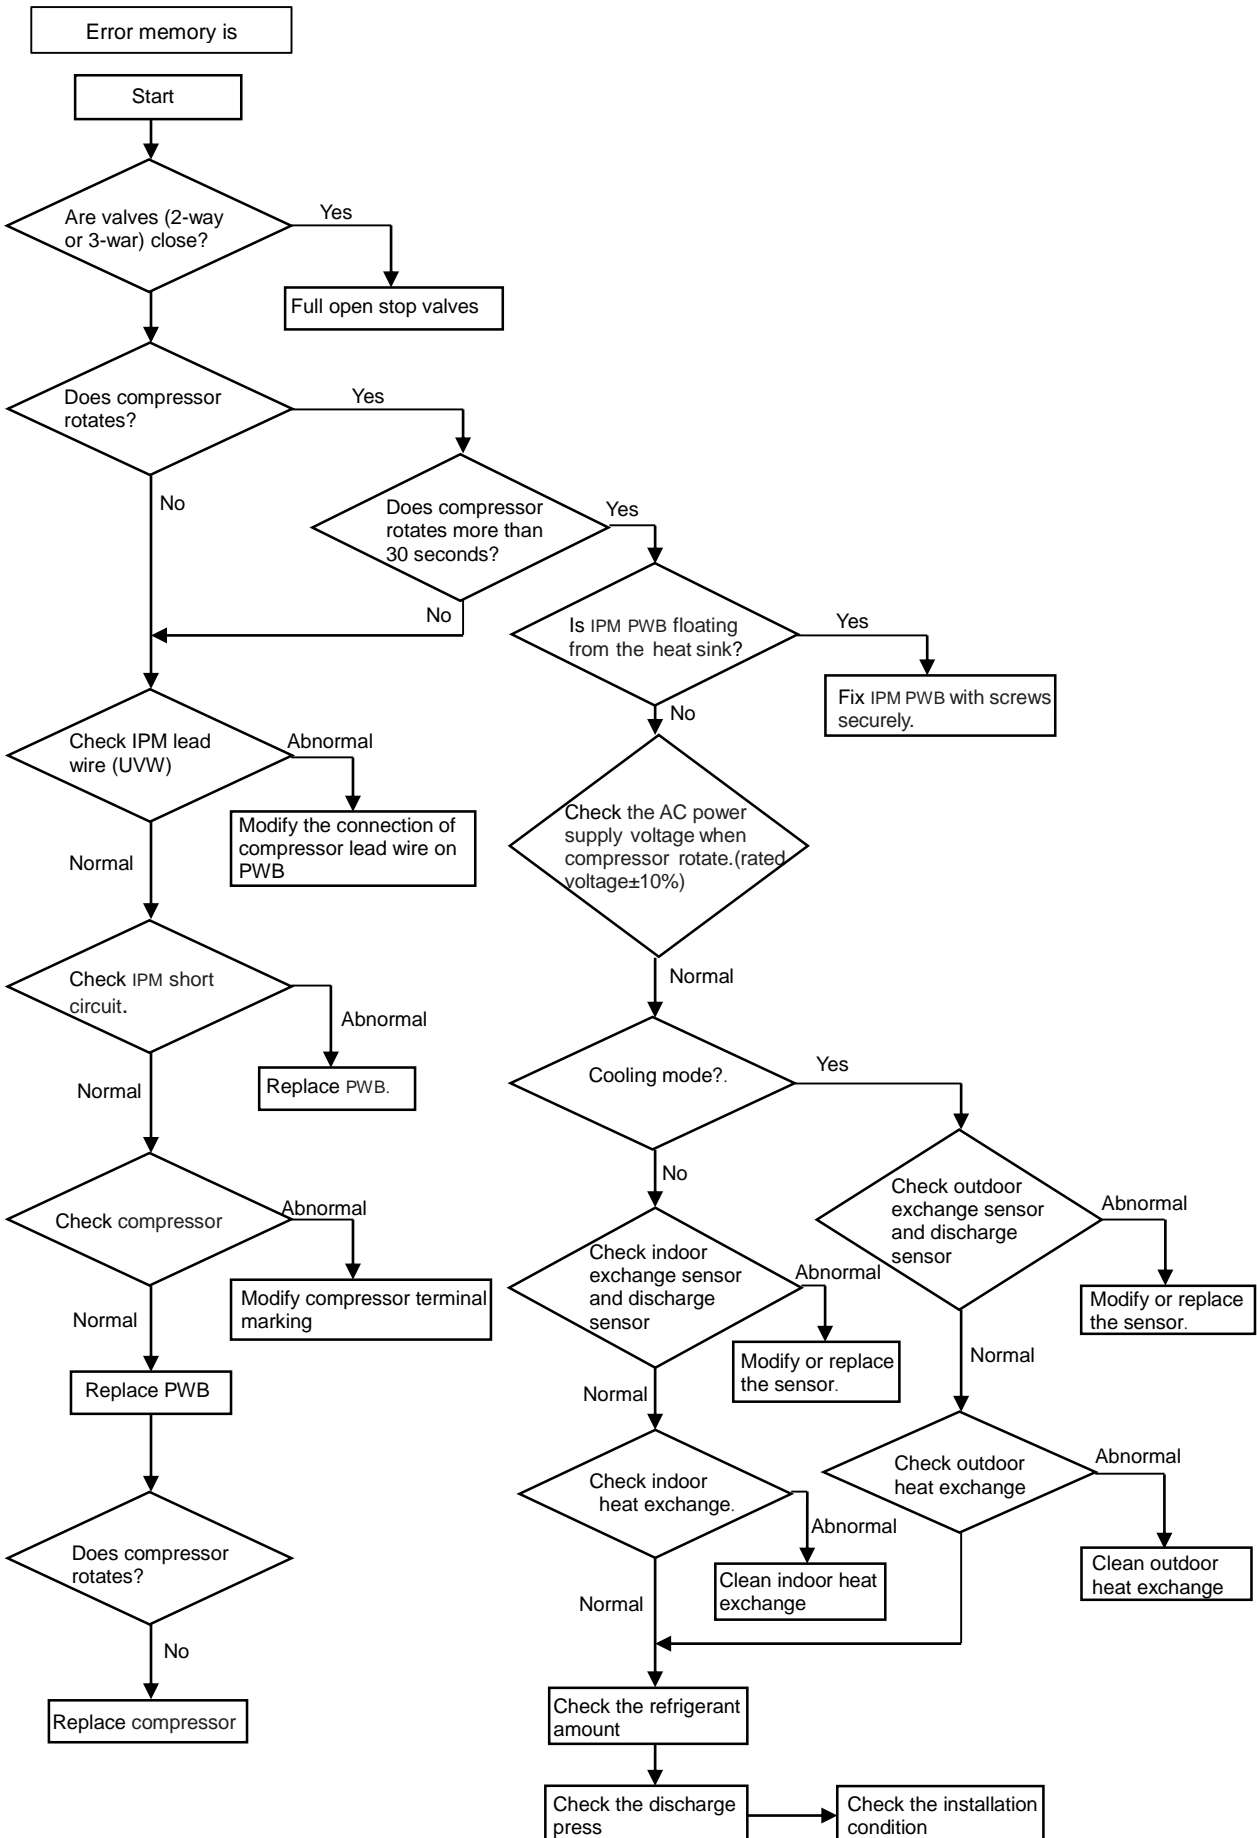 Error memory is
Start
Are valves (2-way
or 3-war) close?
Yes
Full open stop valves
Does compressor
rotates?
Yes
No
Does compressor
rotates more than
30 seconds?
Yes
No
Is IPM PWB floating
from the heat sink?
Yes
Fix IPM PWB with screws
securely.
No
Check IPM lead
wire (UVW)
Abnormal
Modify the connection of
compressor lead wire on
PWB
Normal
Check the AC power
supply voltage when
compressor rotate.(rated
voltage±10%)
Normal
Check IPM short
circuit.
Abnormal
Replace PWB.
Normal
Cooling mode?.
Yes
No
Check compressor
Abnormal
Modify compressor terminal
marking
Normal
Check indoor
exchange sensor
and discharge
sensor
Abnormal
Modify or replace
the sensor.
Normal
Check outdoor
exchange sensor
and discharge
sensor
Abnormal
Modify or replace
the sensor.
Normal
Replace PWB
Check indoor
heat exchange.
Abnormal
Clean indoor heat
exchange
Normal
Check outdoor
heat exchange
Abnormal
Clean outdoor
heat exchange
Does compressor
rotates?
No
Replace compressor
Check the refrigerant
amount
Check the discharge
press
Check the installation
condition